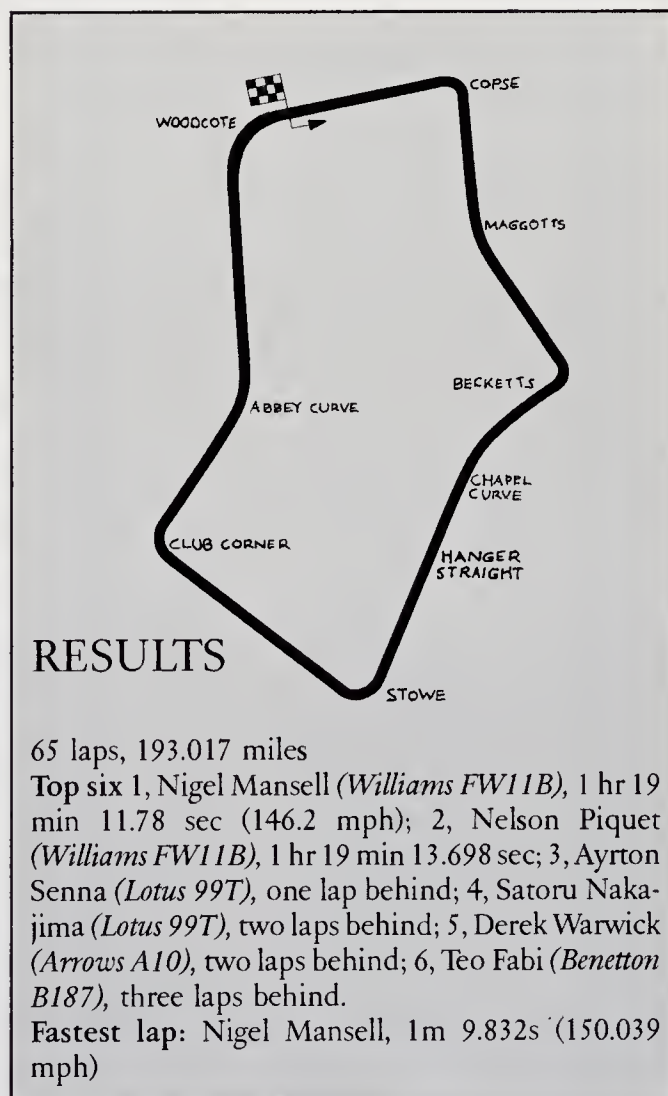 COPSE
WOODCOTE
MAGGOTTS
BECKETTS
ABBEY CURVE
CHAPEL
CURVE
CLUB CORNER
HANGER
STRAIGHT
RESULTS
STOWE
65 laps, 193.017 miles
Top six 1, Nigel Mansell (Williams FW11B), 1 hr 19
min 11.78 sec (146.2 mph); 2, Nelson Piquet
(Williams FW11B), 1 hr 19 min 13.698 sec; 3, Ayrton
Senna (Lotus 99T), one lap behind; 4, Satoru Naka-
jima (Lotus 99T), two laps behind; 5, Derek Warwick
(Arrows A10), two laps behind; 6, Teo Fabi (Benetton
B187), three laps behind.
Fastest lap: Nigel Mansell, 1m 9.832s (150.039
mph)